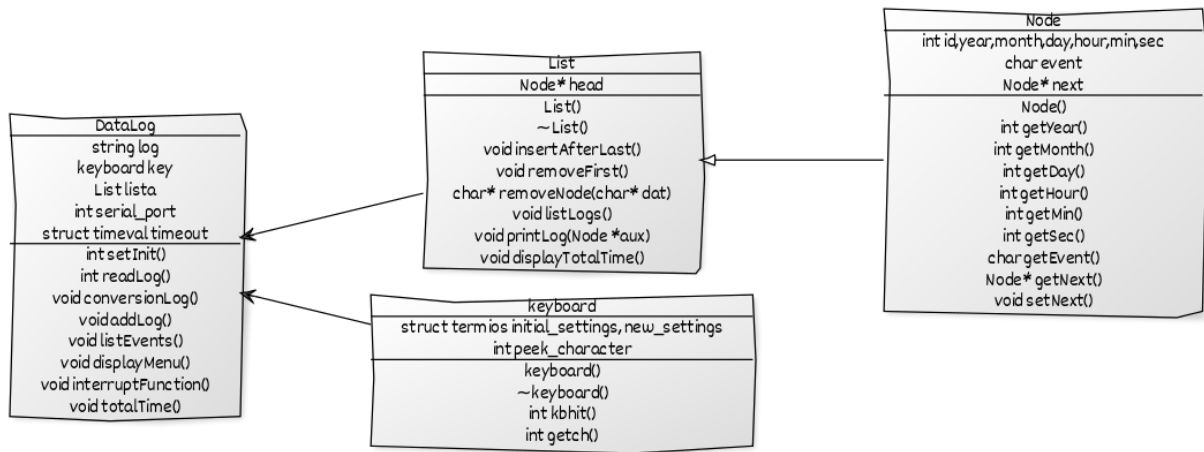 DataLog
string log
keyboard key
List lista
int serial_port
struct timeval timeout
int setInit()
int readLog()
void conversionLog()
void addLog()
void listEvents()
void displayMenu()
void interruptFunction()
void totalTime()
List
Node* head
List()
~List()
void insertAfterLast()
void removeFirst()
char* removeNode(char* dat)
void listLogs()
void printLog(Node *aux)
void displayTotalTime()
keyboard
struct termios initial_settings, new_settings
int peek_character
keyboard()
~keyboard()
int kbhit()
int getch()
Node
int id,year,month,day,hour,min,sec
char event
Node* next
Node()
int getYear()
int getMonth()
int getDay()
int getHour()
int getMin()
int getSec()
char getEvent()
Node* getNext()
void setNext()